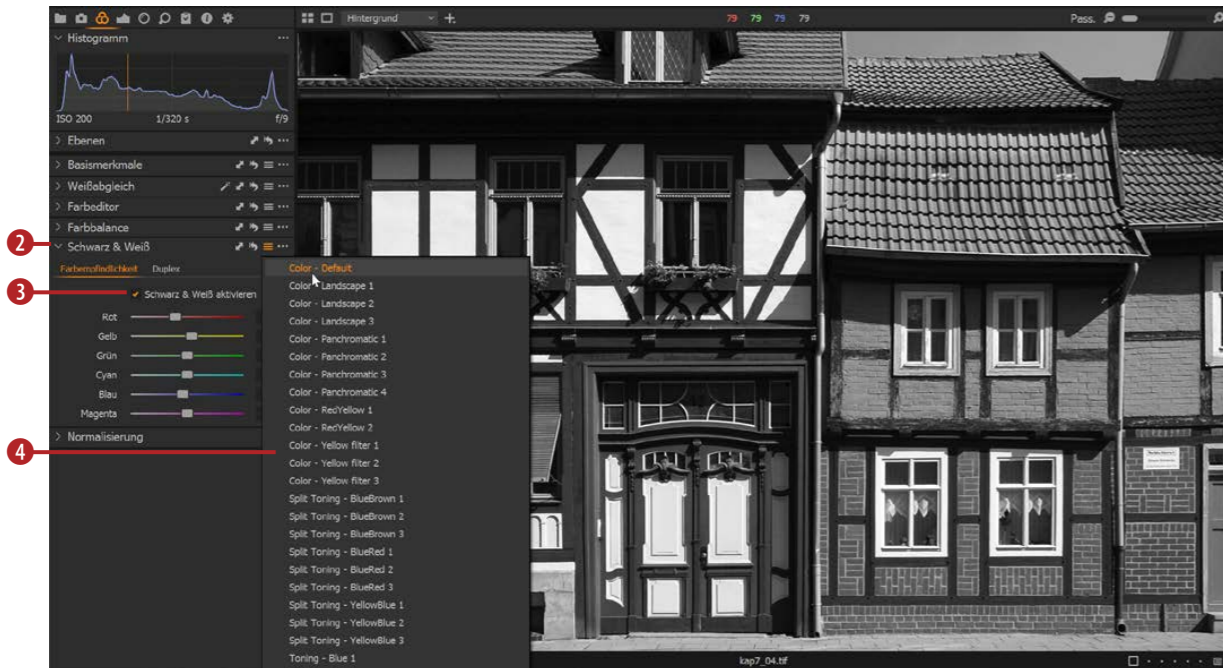 Hintergrund
79 79 79 79
Pass.
Histogramm
ISO 200 1/320 s f/9
Ebenen
Basismerkmale
Weißabgleich
Farbeditor
Farbbalance
2
Schwarz & Weiß
Farbempfindlichkeit Duplex
3
Schwarz & Weiß aktivieren
Rot
Gelb
Grün
Cyan
Blau
Magenta
Normalisierung
4
Color - Default
Color - Landscape 1
Color - Landscape 2
Color - Landscape 3
Color - Panchromatic 1
Color - Panchromatic 2
Color - Panchromatic 3
Color - Panchromatic 4
Color - RedYellow 1
Color - RedYellow 2
Color - Yellow filter 1
Color - Yellow filter 2
Color - Yellow filter 3
Split Toning - BlueBrown 1
Split Toning - BlueBrown 2
Split Toning - BlueBrown 3
Split Toning - BlueRed 1
Split Toning - BlueRed 2
Split Toning - BlueRed 3
Split Toning - YellowBlue 1
Split Toning - YellowBlue 2
Split Toning - YellowBlue 3
Toning - Blue 1
kap7_04.tif